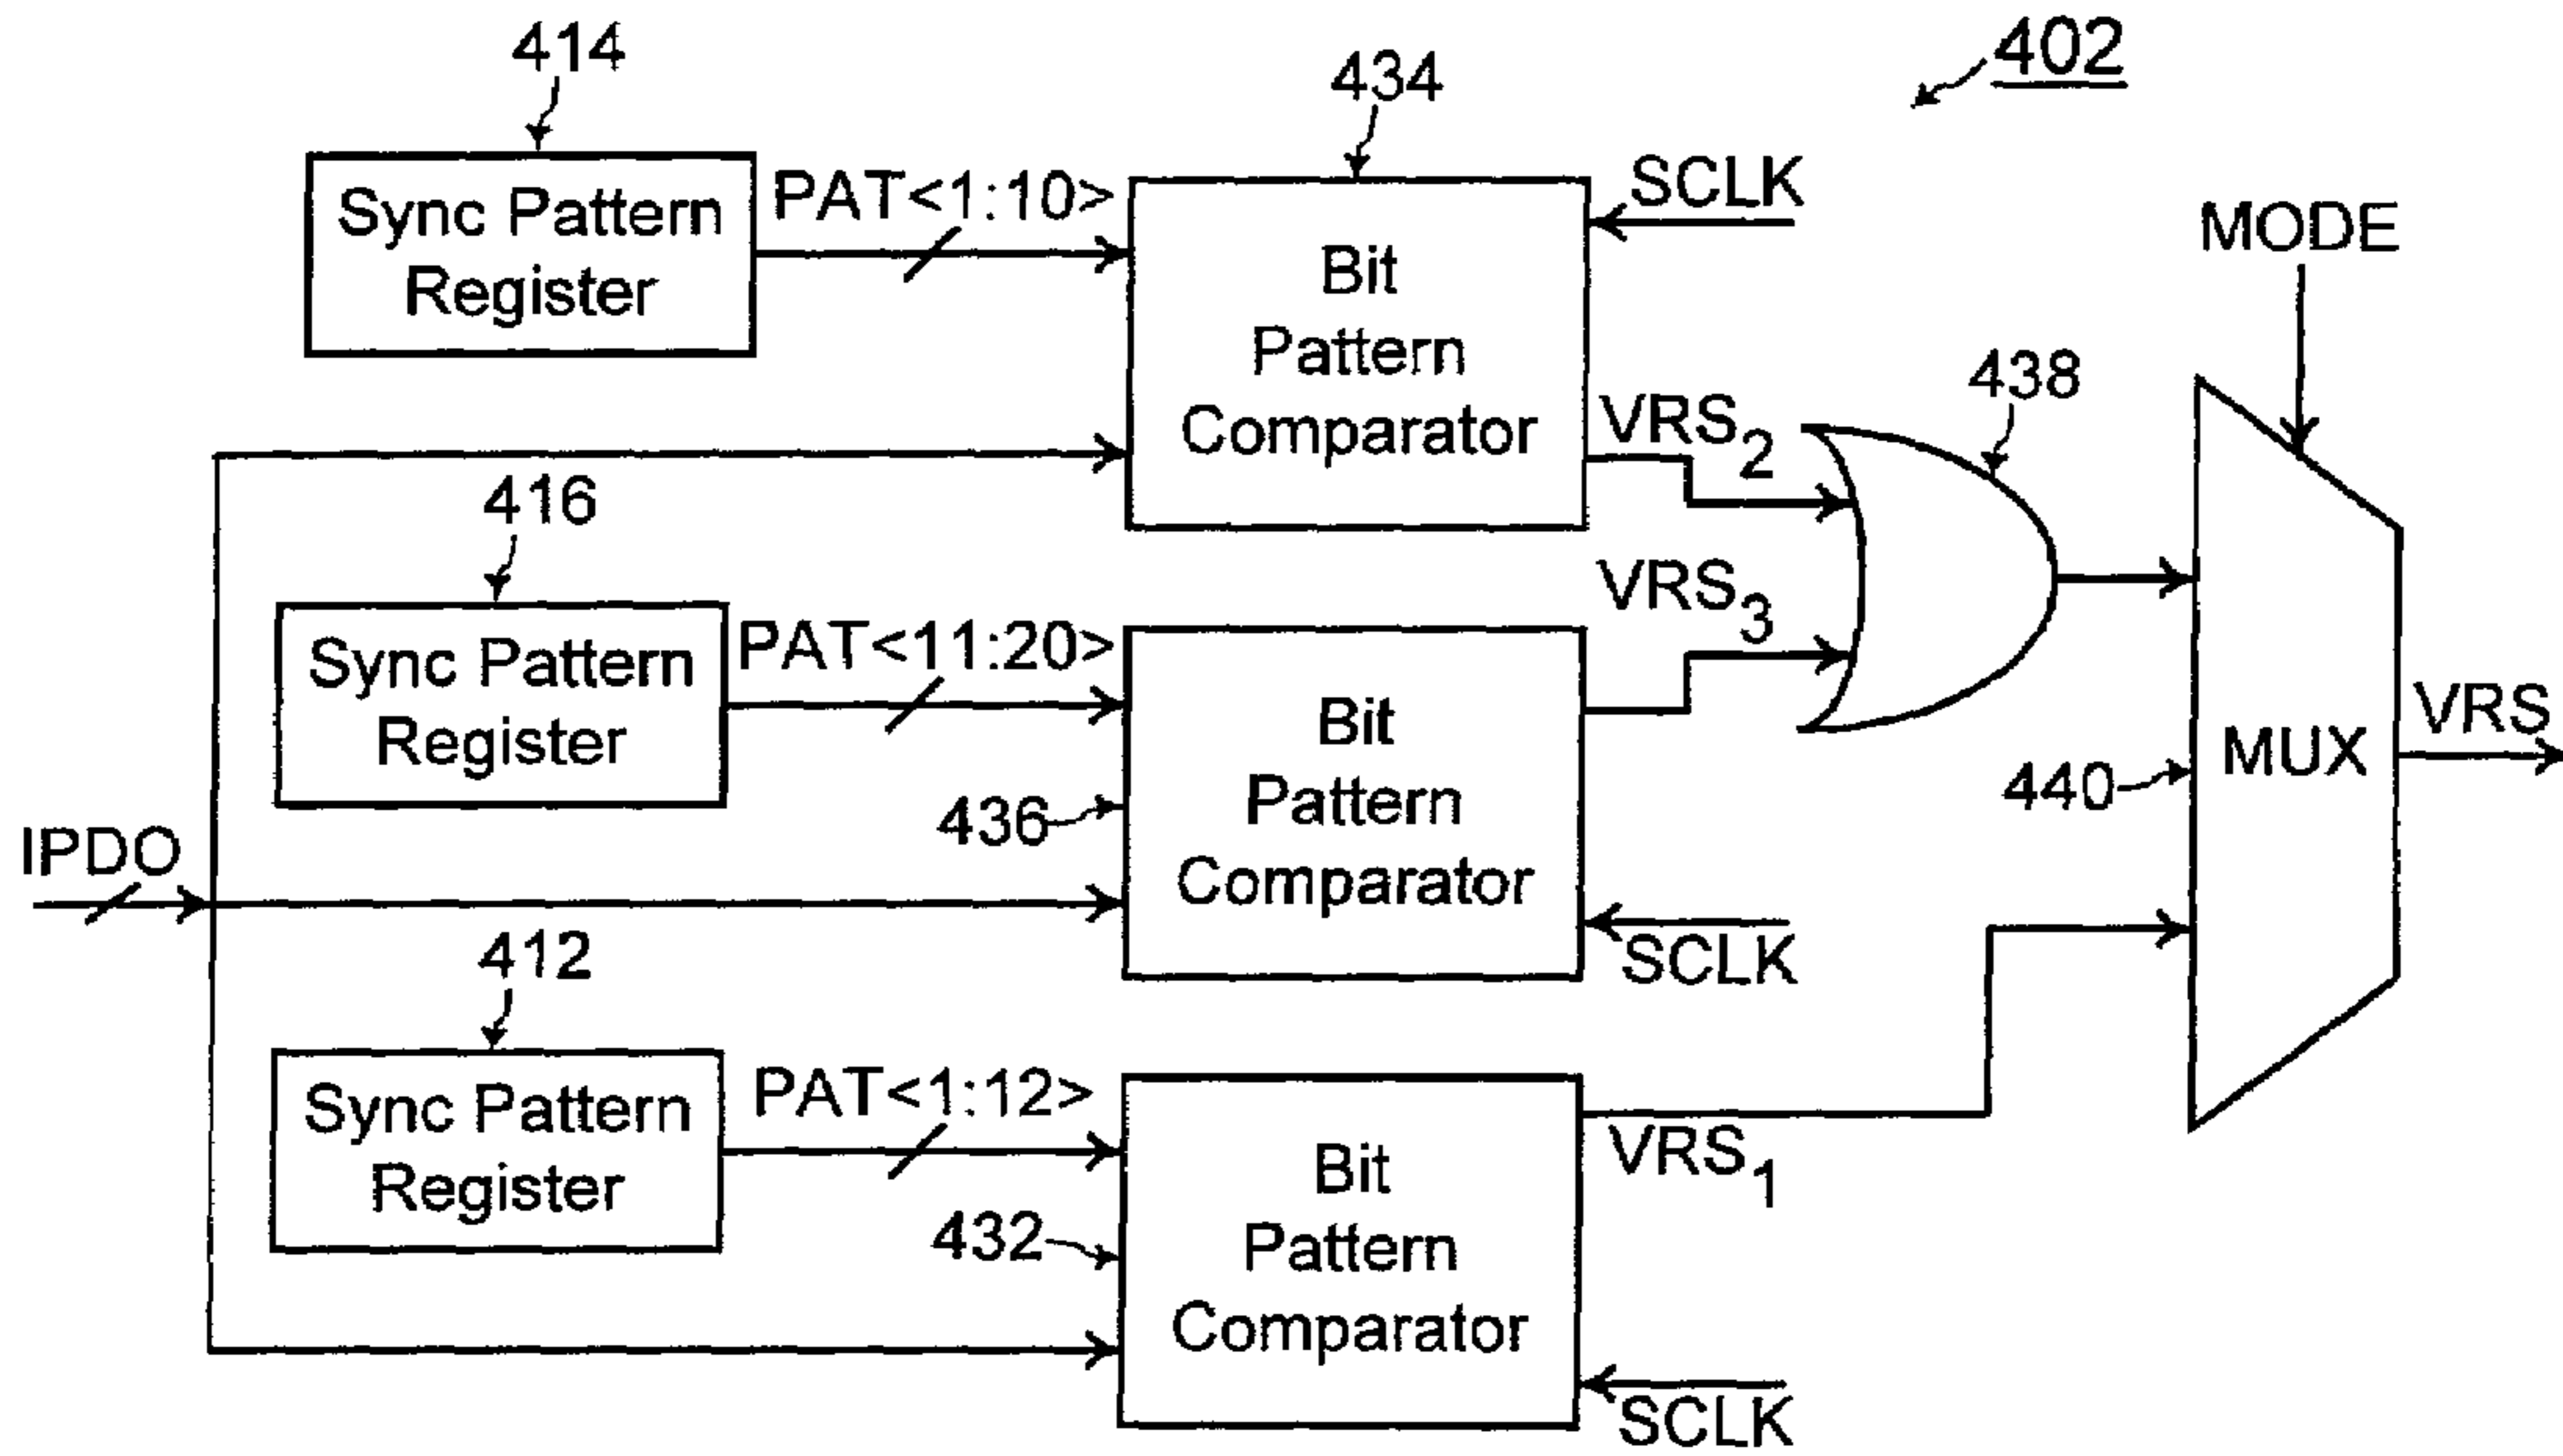 402
414
434
Sync Pattern
Register
PAT<1:10>
SCLK
Bit
Pattern
Comparator
MODE
VRS2
438
416
Sync Pattern
Register
PAT<11:20>
VRS3
436
Bit
Pattern
Comparator
SCLK
440
MUX
VRS
IPDO
412
Sync Pattern
Register
PAT<1:12>
432
Bit
Pattern
Comparator
VRS1
SCLK